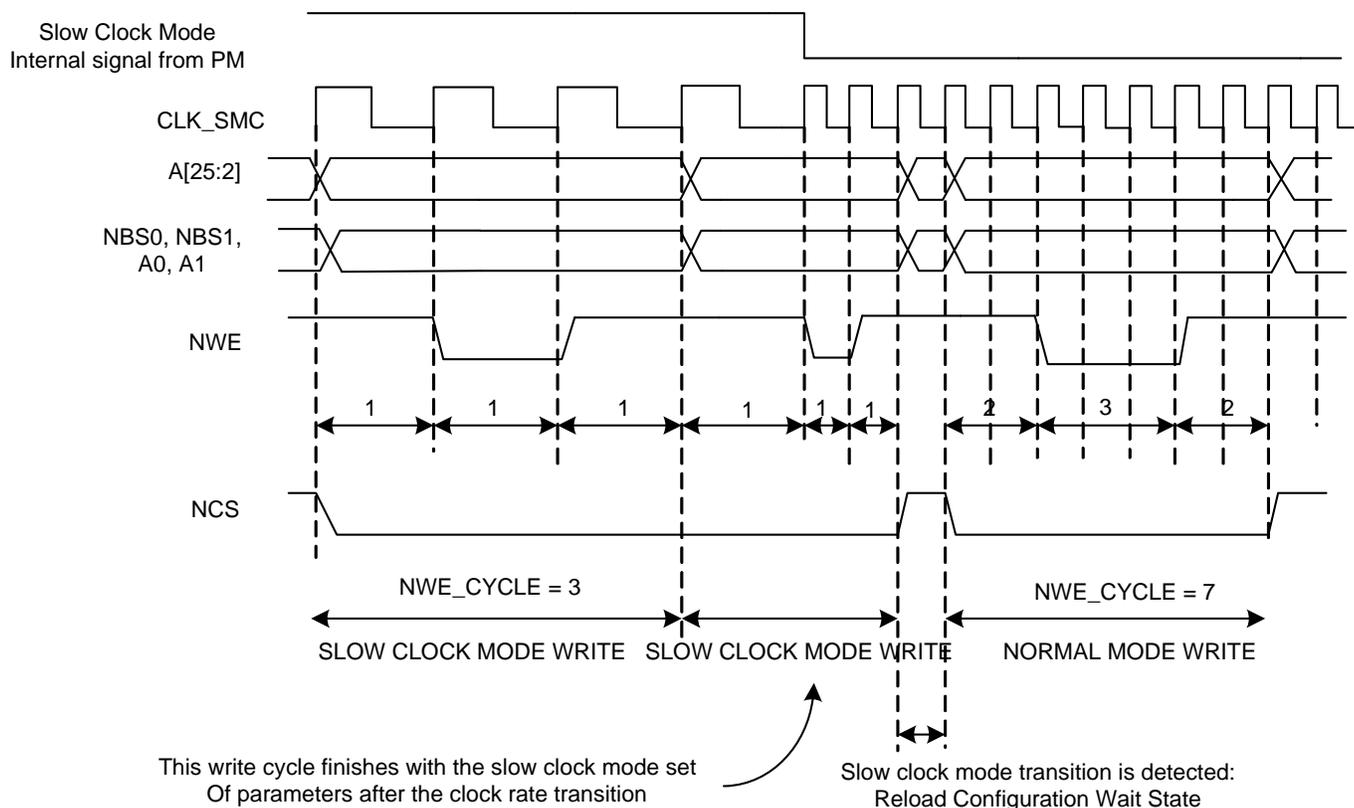 Slow Clock Mode
Internal signal from PM
CLK_SMC
A[25:2]
NBS0, NBS1,
A0, A1
NWE
1 1 1 1 1 1 2 3 2
NCS
NWE_CYCLE = 3
NWE_CYCLE = 7
SLOW CLOCK MODE WRITE
SLOW CLOCK MODE WRITE
NORMAL MODE WRITE
This write cycle finishes with the slow clock mode set
Of parameters after the clock rate transition
Slow clock mode transition is detected:
Reload Configuration Wait State